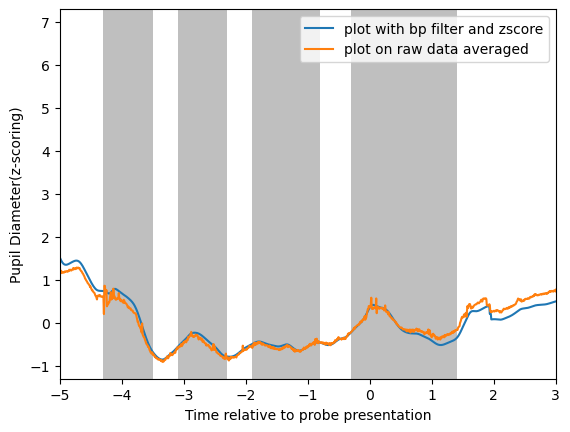 plot with bp filter and zscore
plot on raw data averaged
7
6
5
4
3
2
1
0
−1
Pupil Diameter(z-scoring)
−5 −4 −3 −2 −1 0 1 2 3
Time relative to probe presentation